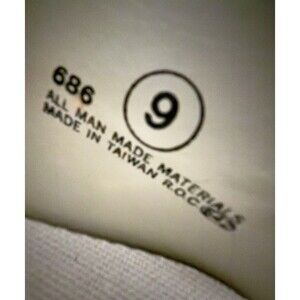 686
9
ALL MAN MADE MATERIALS
MADE IN TAIWAN R.O.C